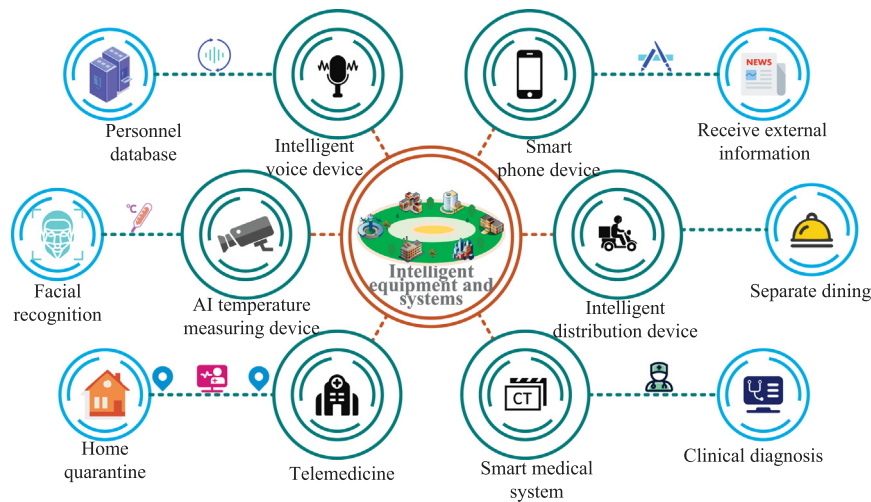 NEWS
Personnel
database
Intelligent
voice device
Smart
phone device
Receive external
information
°C
Intelligent
equipment and
systems
Facial
recognition
AI temperature
measuring device
Intelligent
distribution device
Separate dining
CT
Home
quarantine
Telemedicine
Smart medical
system
Clinical diagnosis